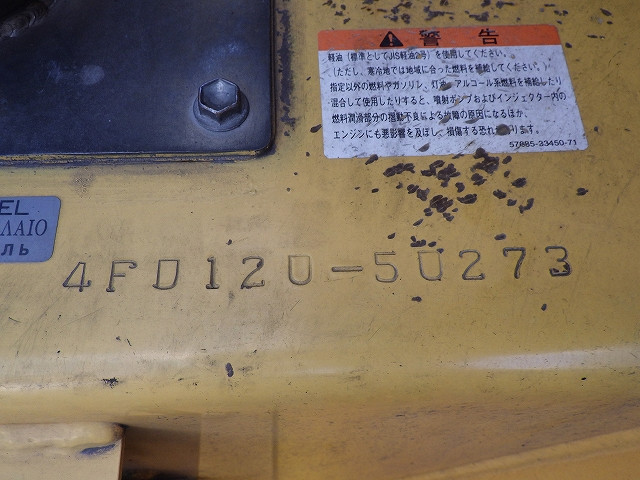 警告
軽油（標準としてJIS軽油2号）を使用してください。
（ただし、寒冷地では地域に合った燃料を補給してください。）
指定以外の燃料やガソリン、灯油、アルコール系燃料を補給したり
混合して使用したりすると、噴射ポンプおよびインジェクター内の
燃料潤滑部分の摺動不良による故障の原因になるほか、
エンジンにも悪影響を及ぼし、損傷する恐れがあります。
57885-33450-71
EL
ΛΑΙΟ
ЛЬ
4FD120-50273